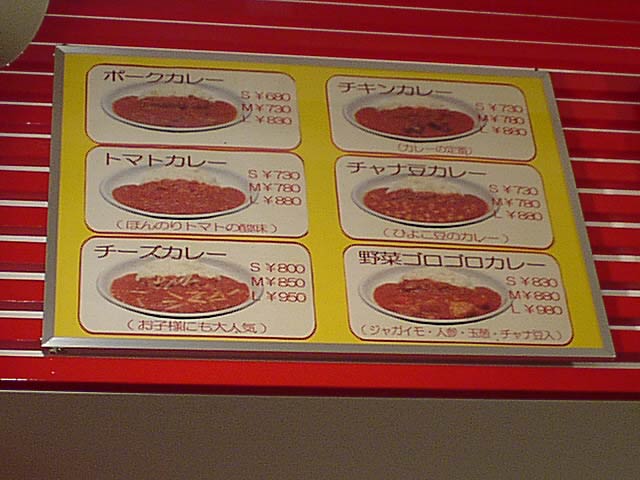 ポークカレー
S ¥680
M ¥730
L ¥830
チキンカレー
S ¥730
M ¥780
L ¥880
(カレーの定番)
トマトカレー
S ¥730
M ¥780
L ¥880
(ほんのりトマトの酸味)
チャナ豆カレー
S ¥730
M ¥780
L ¥880
(ひよこ豆のカレー)
チーズカレー
S ¥800
M ¥850
L ¥950
(お子様にも大人気)
野菜ゴロゴロカレー
S ¥830
M ¥880
L ¥980
(ジャガイモ・人参・玉葱・チャナ豆入)